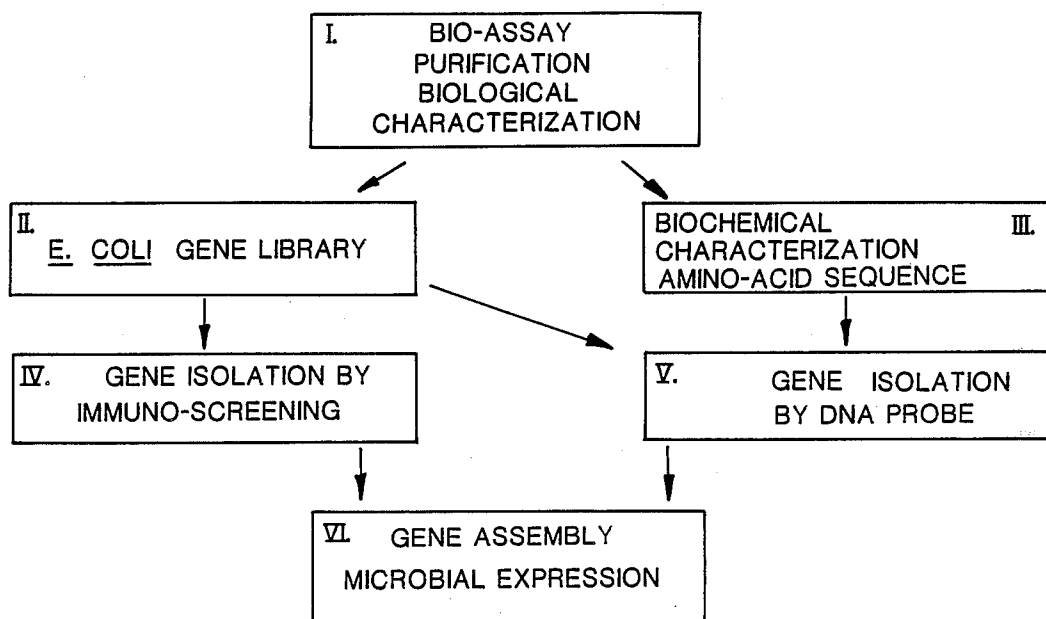 I. BIO-ASSAY
PURIFICATION
BIOLOGICAL
CHARACTERIZATION
II.
E. COLI GENE LIBRARY
BIOCHEMICAL III.
CHARACTERIZATION
AMINO-ACID SEQUENCE
IV. GENE ISOLATION BY
IMMUNO-SCREENING
V. GENE ISOLATION
BY DNA PROBE
VI. GENE ASSEMBLY
MICROBIAL EXPRESSION